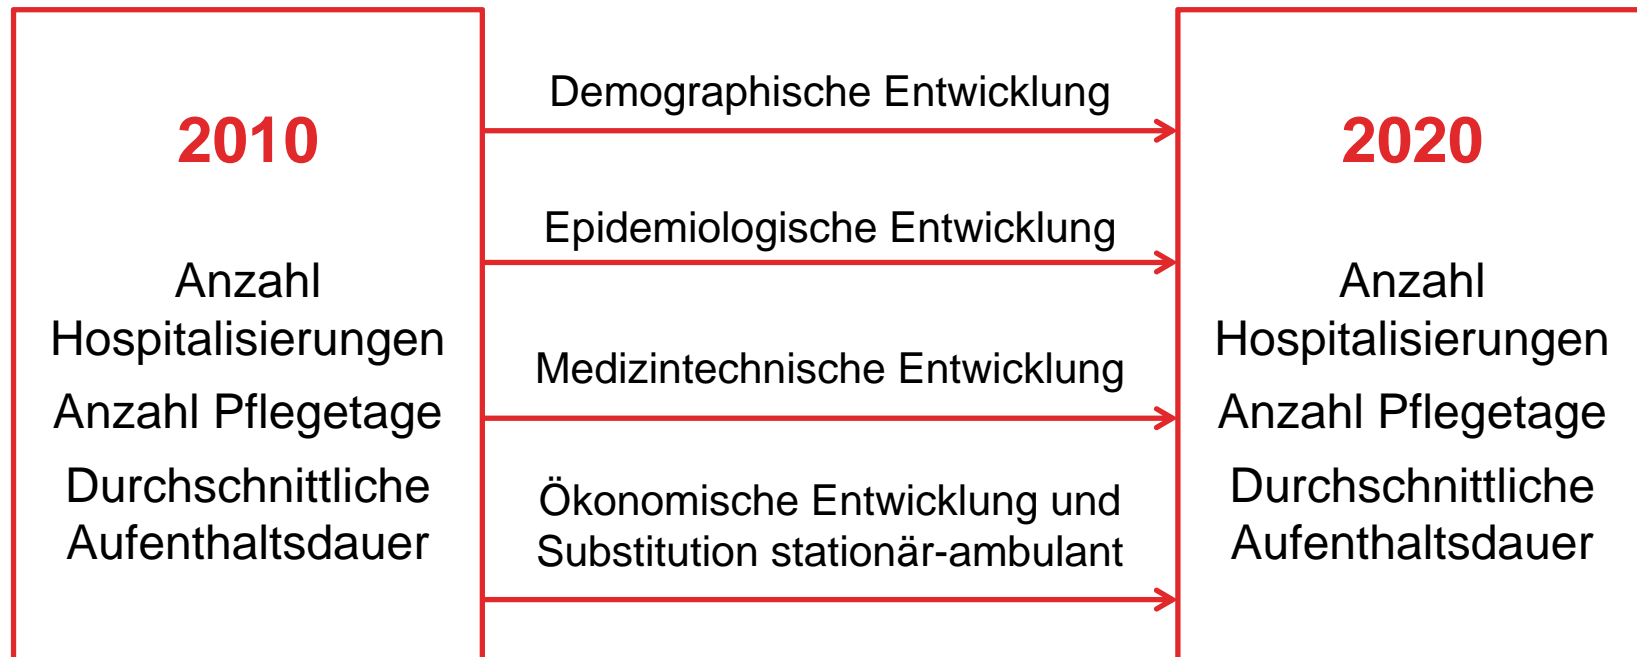 2010
Anzahl
Hospitalisierungen
Anzahl Pflegetage
Durchschnittliche
Aufenthaltsdauer
Demographische Entwicklung
Epidemiologische Entwicklung
Medizintechnische Entwicklung
Ökonomische Entwicklung und
Substitution stationär-ambulant
2020
Anzahl
Hospitalisierungen
Anzahl Pflegetage
Durchschnittliche
Aufenthaltsdauer